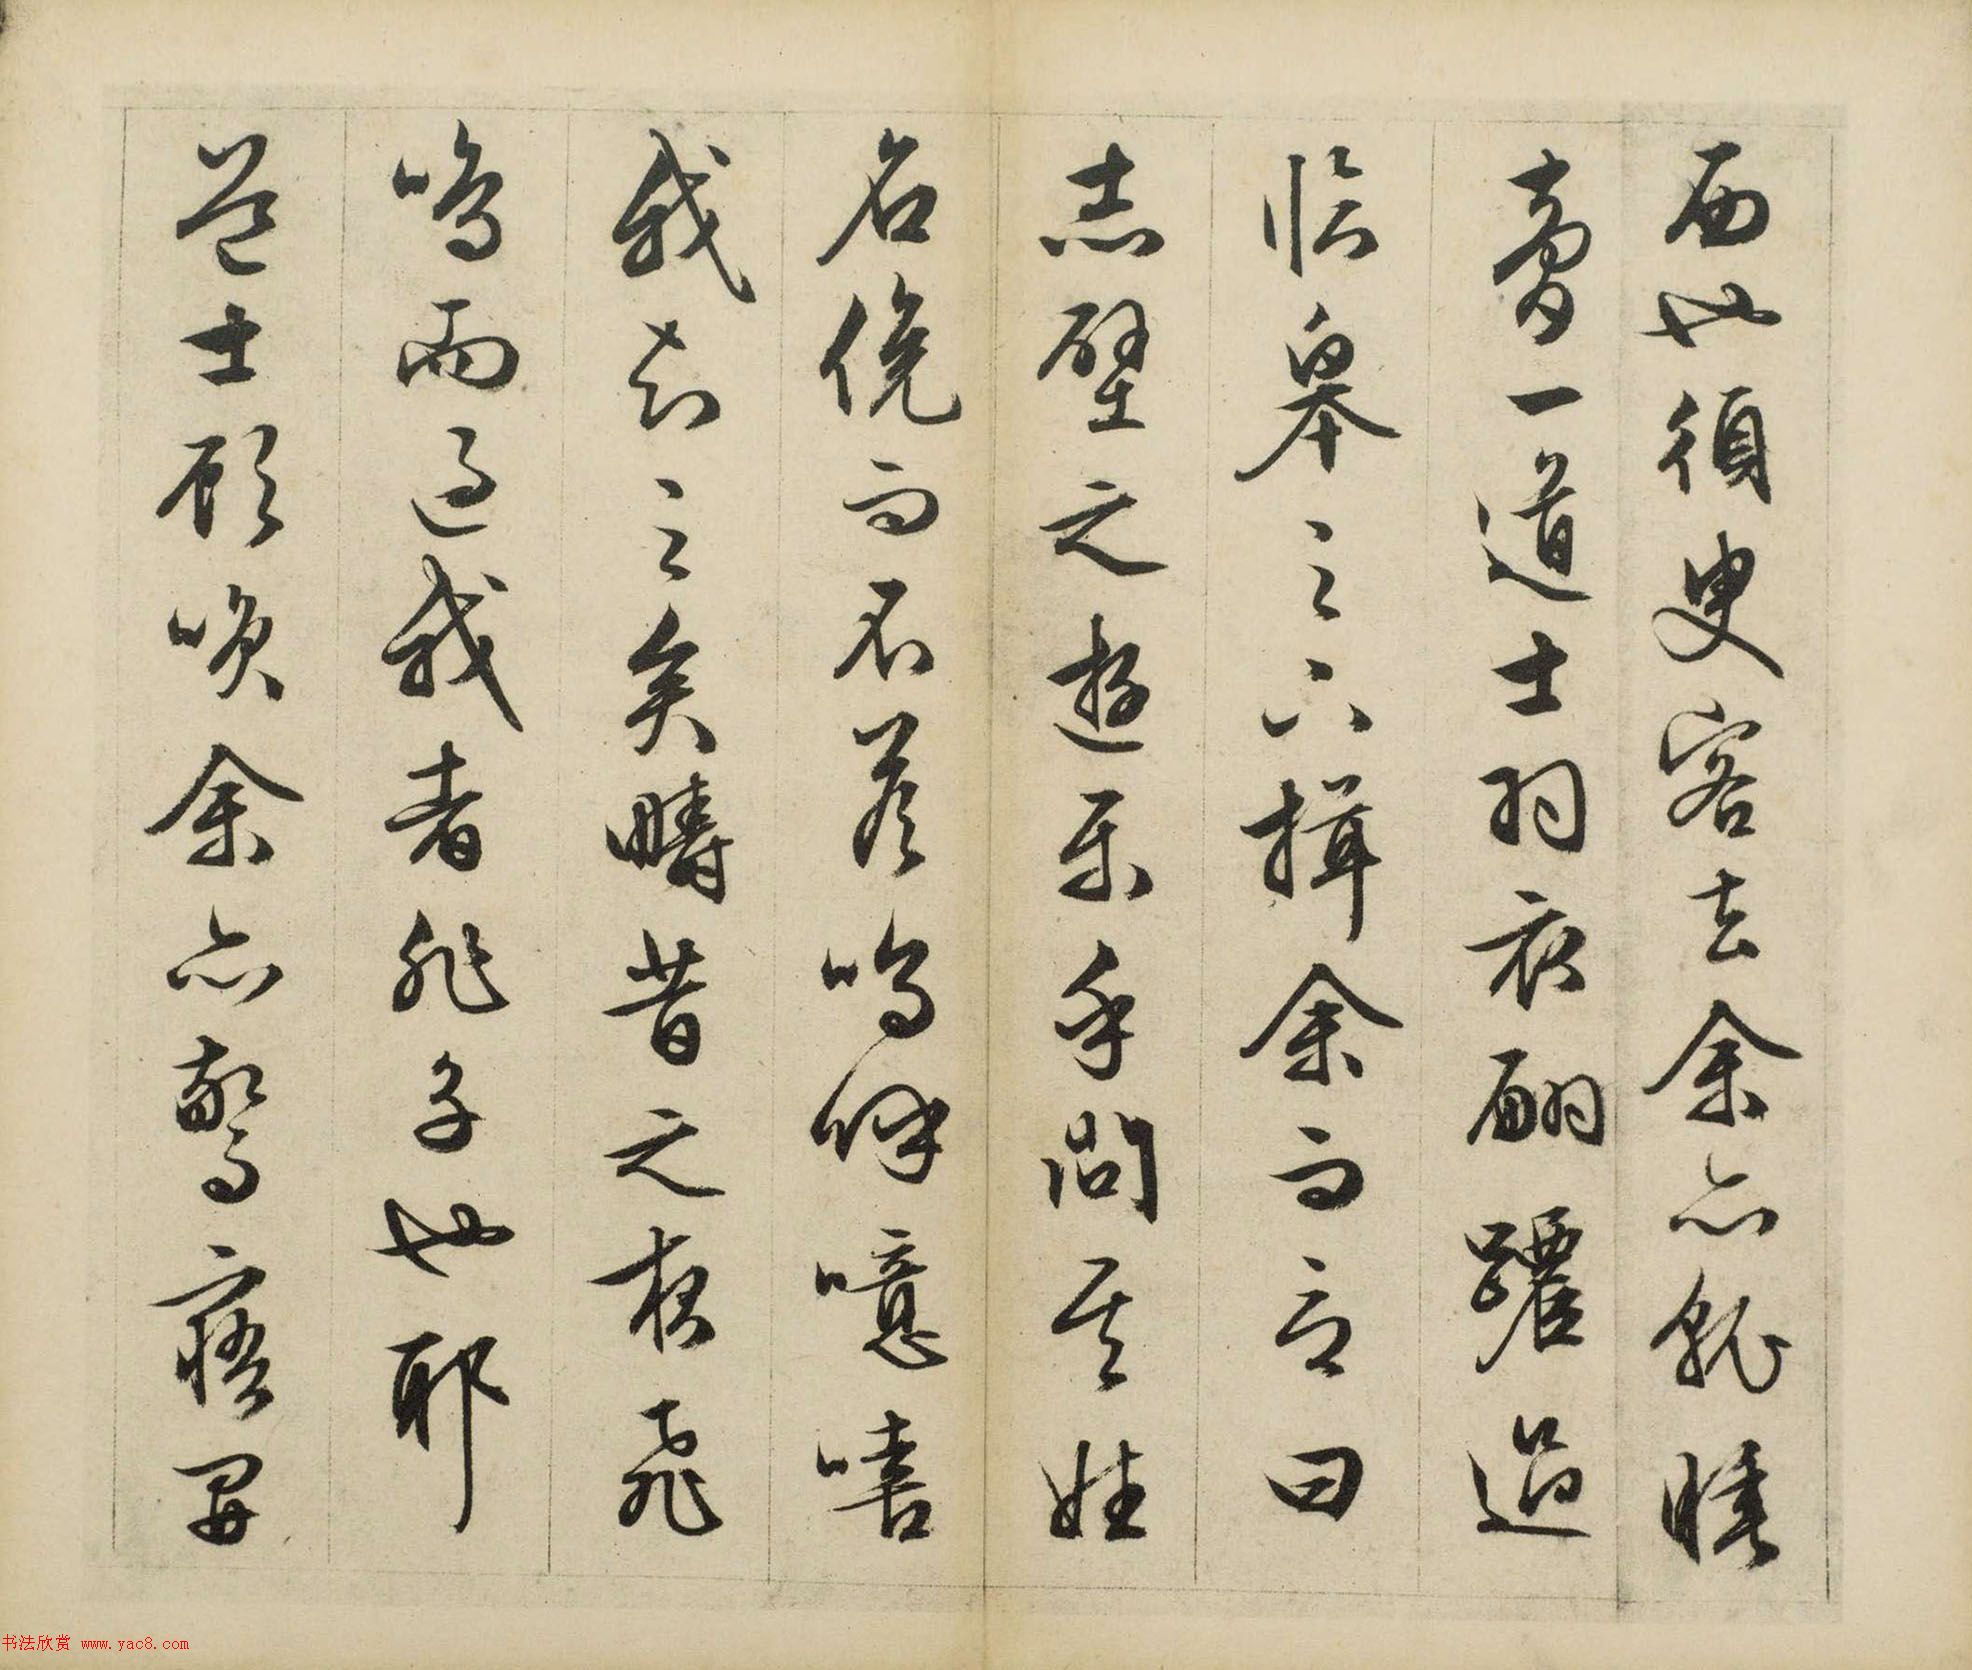 西也須臾客去余亦就睡
夢一道士羽衣翩躚過
臨皋之下揖余而言曰
赤壁之遊樂乎問其姓
名俛而不答嗚呼噫嘻
我知之矣疇昔之夜飛
鳴而過我者非子也耶
道士顧咲余亦驚寤開
书法欣赏 www.yac8.com